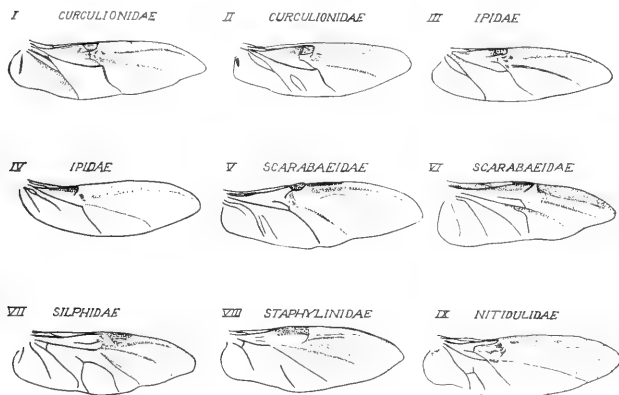 I CURCULIONIDAE II CURCULIONIDAE III IPIDAE
IV IPIDAE V SCARABAEIDAE VI SCARABAEIDAE
VII SILPHIDAE VIII STAPHYLINIDAE IX NITIDULIDAE